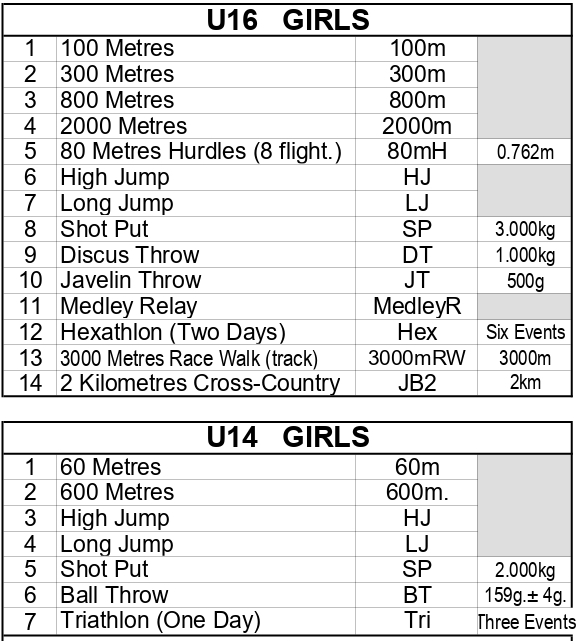 U16 GIRLS
1 100 Metres 100m
2 300 Metres 300m
3 800 Metres 800m
4 2000 Metres 2000m
5 80 Metres Hurdles (8 flight.) 80mH 0.762m
6 High Jump HJ
7 Long Jump LJ
8 Shot Put SP 3.000kg
9 Discus Throw DT 1.000kg
10 Javelin Throw JT 500g
11 Medley Relay MedleyR
12 Hexathlon (Two Days) Hex Six Events
13 3000 Metres Race Walk (track) 3000mRW 3000m
14 2 Kilometres Cross-Country JB2 2km
U14 GIRLS
1 60 Metres 60m
2 600 Metres 600m.
3 High Jump HJ
4 Long Jump LJ
5 Shot Put SP 2.000kg
6 Ball Throw BT 159g.± 4g.
7 Triathlon (One Day) Tri Three Events